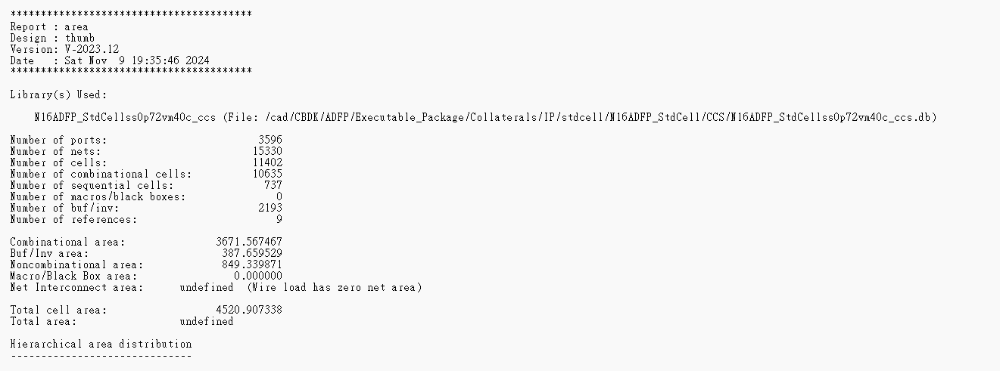 ****************************************
Report : area
Design : thumb
Version: V-2023.12
Date   : Sat Nov  9 19:35:46 2024
****************************************
Library(s) Used:
    N16ADFP_StdCellss0p72vm40c_ccs (File: /cad/CBDK/ADFP/Executable_Package/Collaterals/IP/stdcell/N16ADFP_StdCell/CCS/N16ADFP_StdCellss0p72vm40c_ccs.db)
Number of ports:                         3596
Number of nets:                         15330
Number of cells:                        11402
Number of combinational cells:          10635
Number of sequential cells:               737
Number of macros/black boxes:               0
Number of buf/inv:                       2193
Number of references:                       9
Combinational area:               3671.567467
Buf/Inv area:                      387.659529
Noncombinational area:             849.339871
Macro/Black Box area:                0.000000
Net Interconnect area:      undefined  (Wire load has zero net area)
Total cell area:                  4520.907338
Total area:                 undefined
Hierarchical area distribution
------------------------------